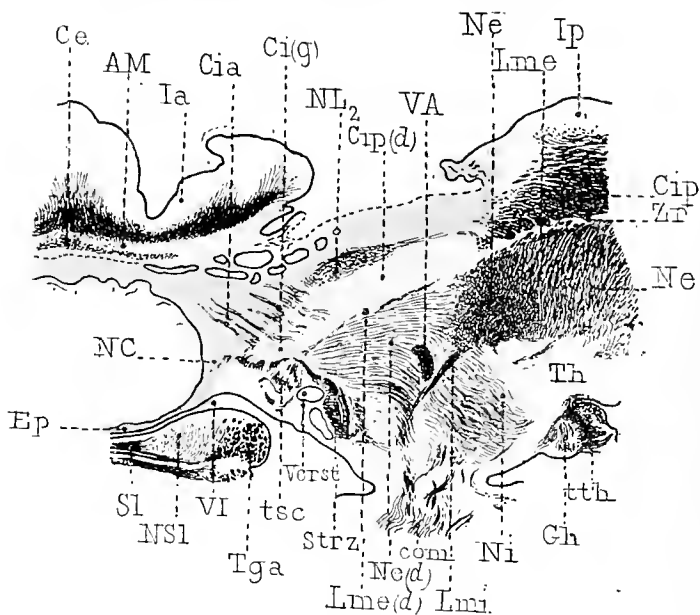 Ne Ip
Ce Ci(g) Lme
AM Cia NL2 VA
Ia Cip(d)
Cip
Zr
Ne
NC
Th
Ep
Vcrst
Sl VI tsc tth
NSl Strz com Ni Gh
Tga Ne(d)
Lme(d) Lmi